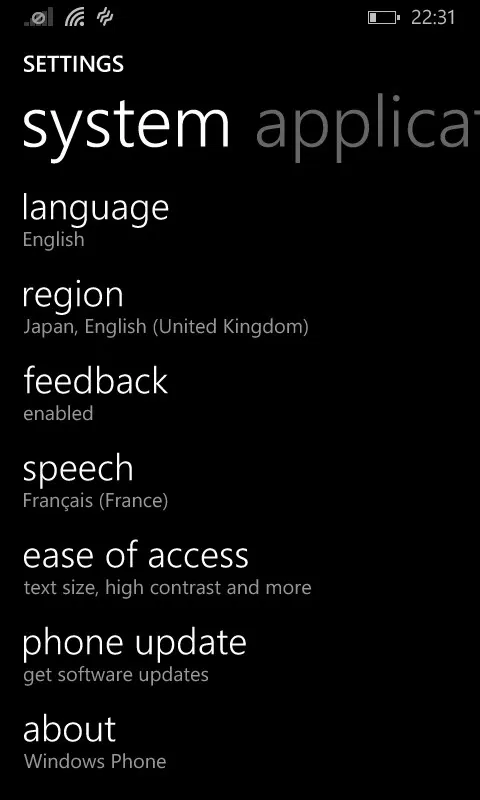 22:31
SETTINGS
system applicat
language
English
region
Japan, English (United Kingdom)
feedback
enabled
speech
Français (France)
ease of access
text size, high contrast and more
phone update
get software updates
about
Windows Phone